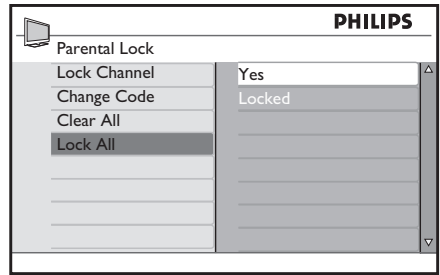 PHILIPS
Parental Lock
Lock Channel
Change Code
Clear All
Lock All
Yes
Locked